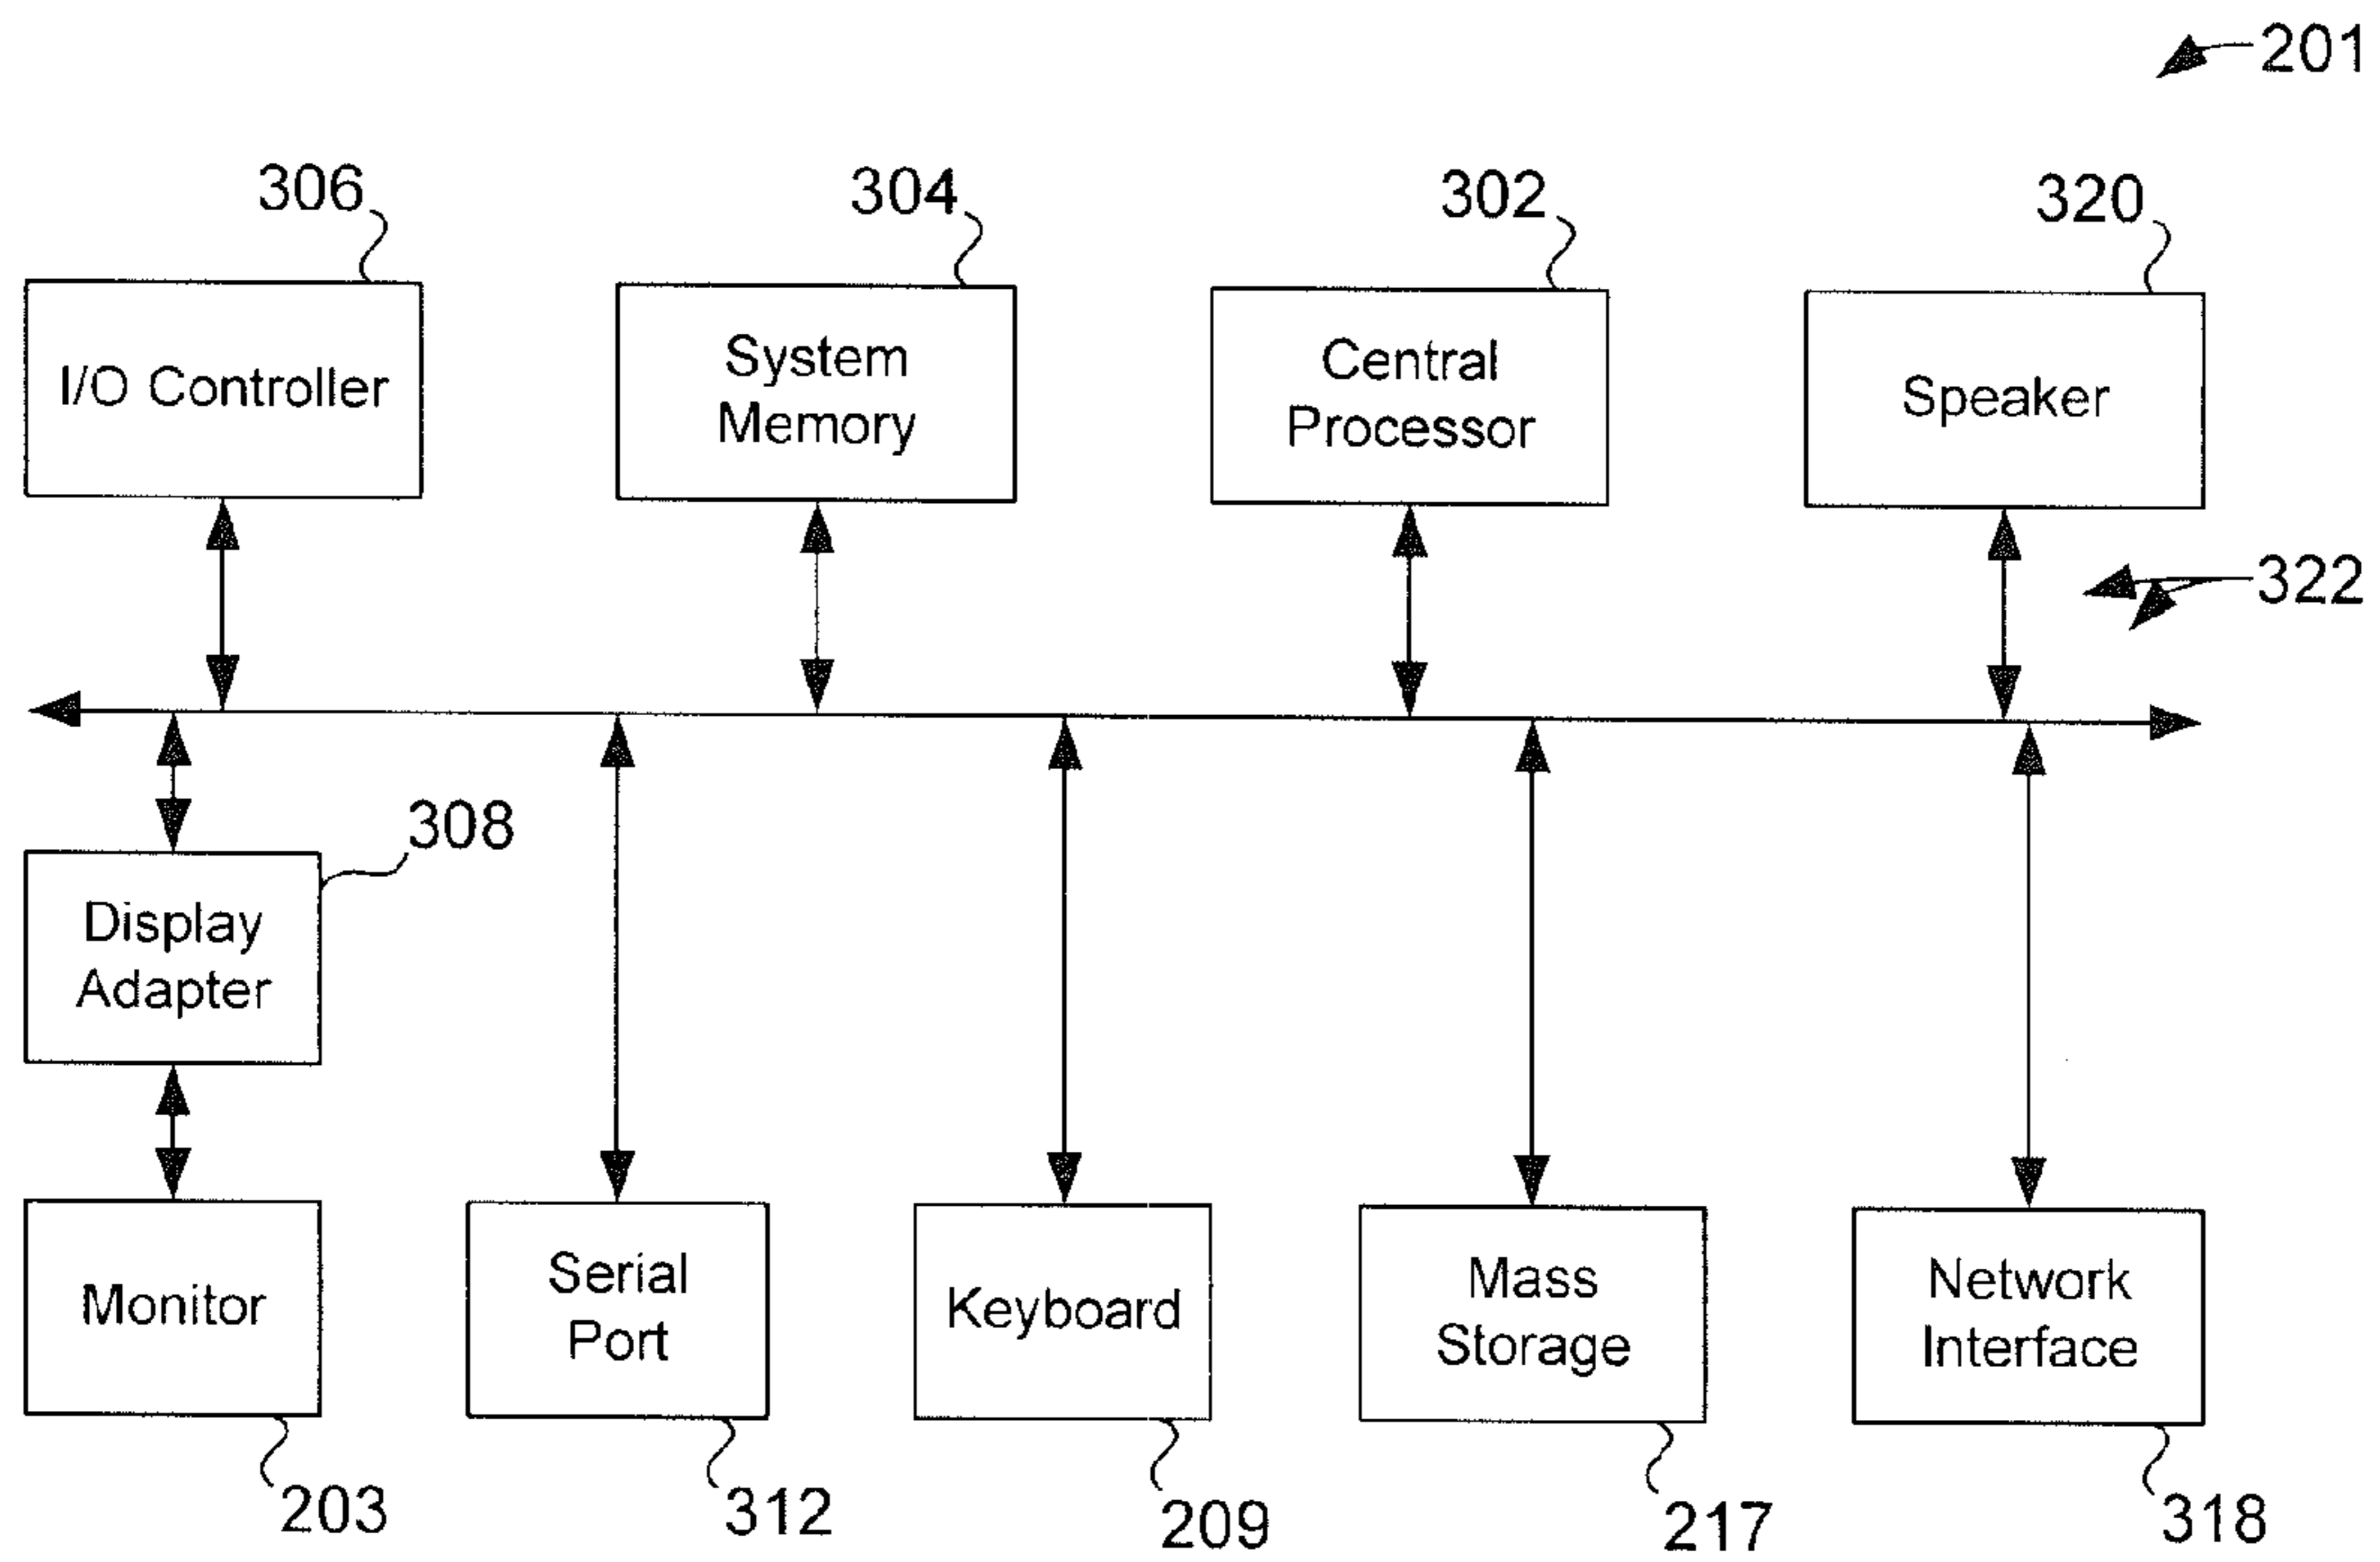 201
306
304
302
320
I/O Controller
System
Memory
Central
Processor
Speaker
322
308
Display
Adapter
Monitor
Serial
Port
Keyboard
Mass
Storage
Network
Interface
203
312
209
217
318